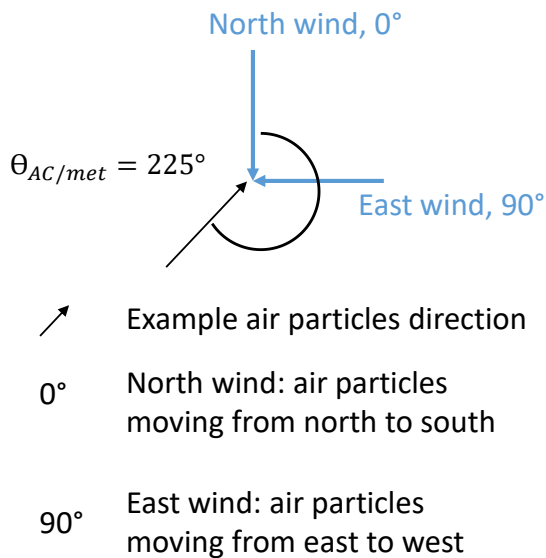 North wind, 0°
Θ_{AC/met} = 225°
East wind, 90°
Example air particles direction
0° North wind: air particles
moving from north to south
90° East wind: air particles
moving from east to west